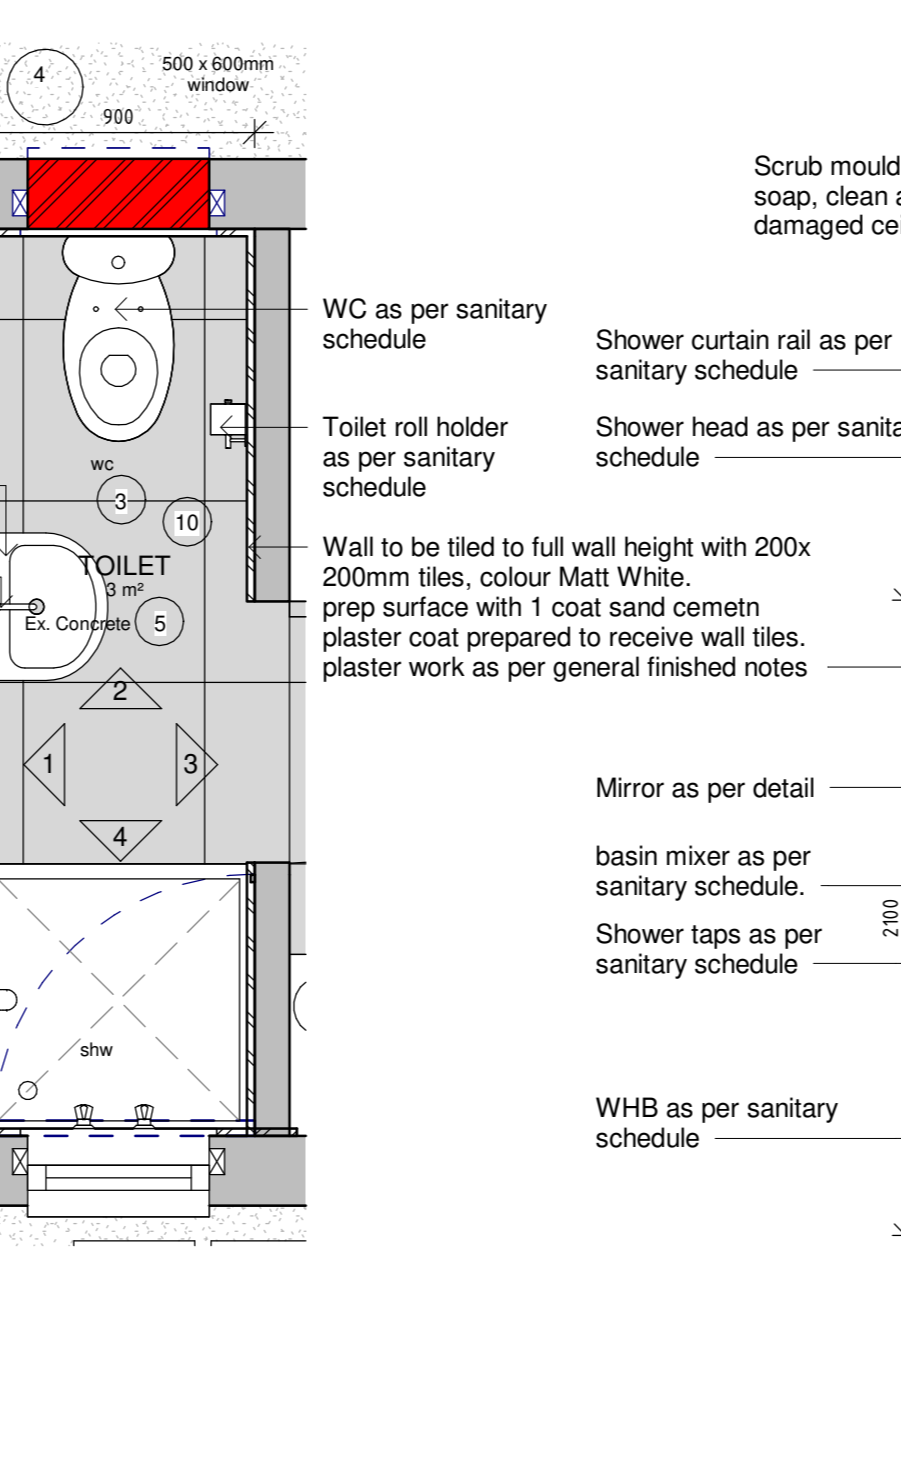 4
500 x 600mm
window
900
Scrub mould
soap, clean a
damaged cei
WC as per sanitary
schedule
Shower curtain rail as per
sanitary schedule
Toilet roll holder
as per sanitary
schedule
Shower head as per sanita
schedule
wc
3
10
TOILET
3 m²
Ex. Concrete
5
Wall to be tiled to full wall height with 200x
200mm tiles, colour Matt White.
prep surface with 1 coat sand cemetn
plaster coat prepared to receive wall tiles.
plaster work as per general finished notes
2
1
3
4
Mirror as per detail
basin mixer as per
sanitary schedule.
2100
Shower taps as per
sanitary schedule
shw
WHB as per sanitary
schedule